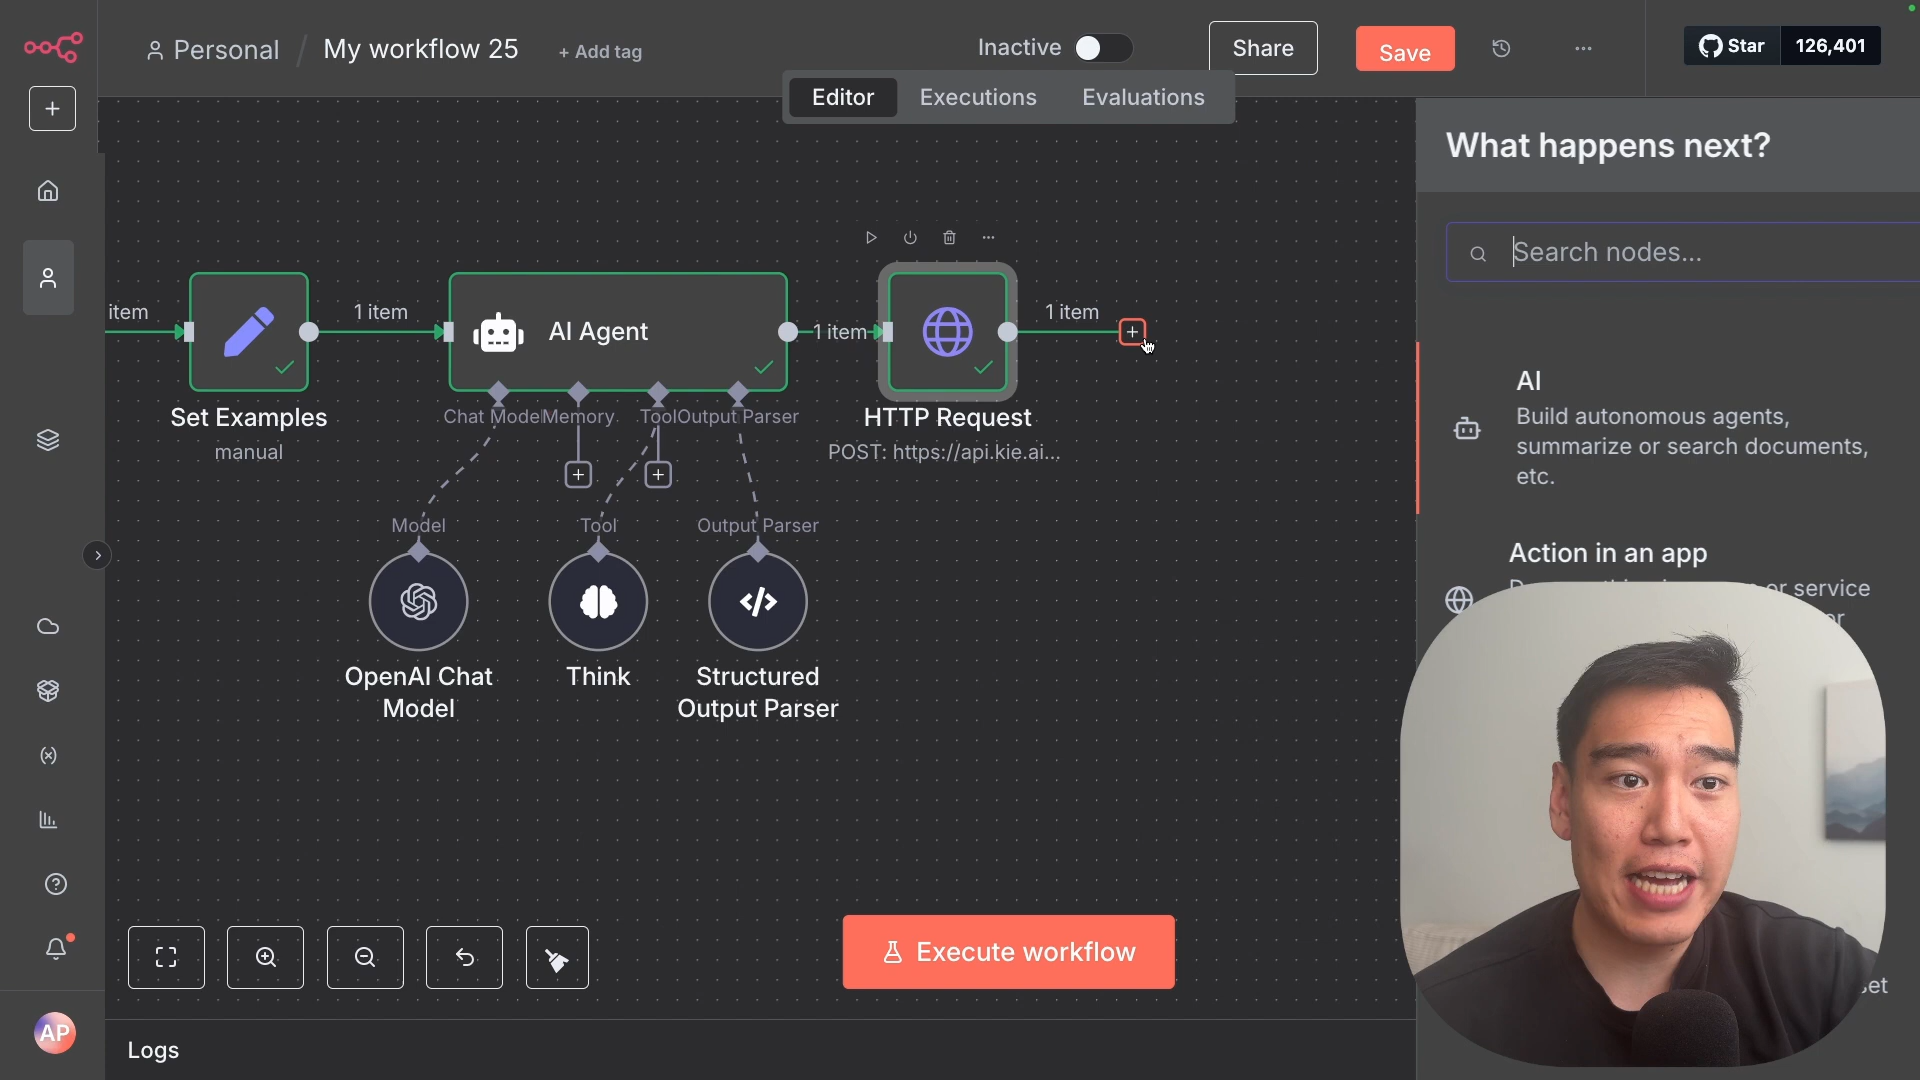 Personal / My workflow 25 + Add tag
Inactive
Share
Save
Star 126,401
Editor Executions Evaluations
What happens next?
Search nodes...
item
1 item
1 item
1 item
AI Agent
Set Examples
manual
Chat Model
Memory
Tool
Output Parser
HTTP Request
POST: https://api.kie.ai...
AI
Build autonomous agents,
summarize or search documents,
etc.
Action in an app
or service
or
Model
Tool
Output Parser
OpenAI Chat
Model
Think
Structured
Output Parser
Execute workflow
AP
Logs